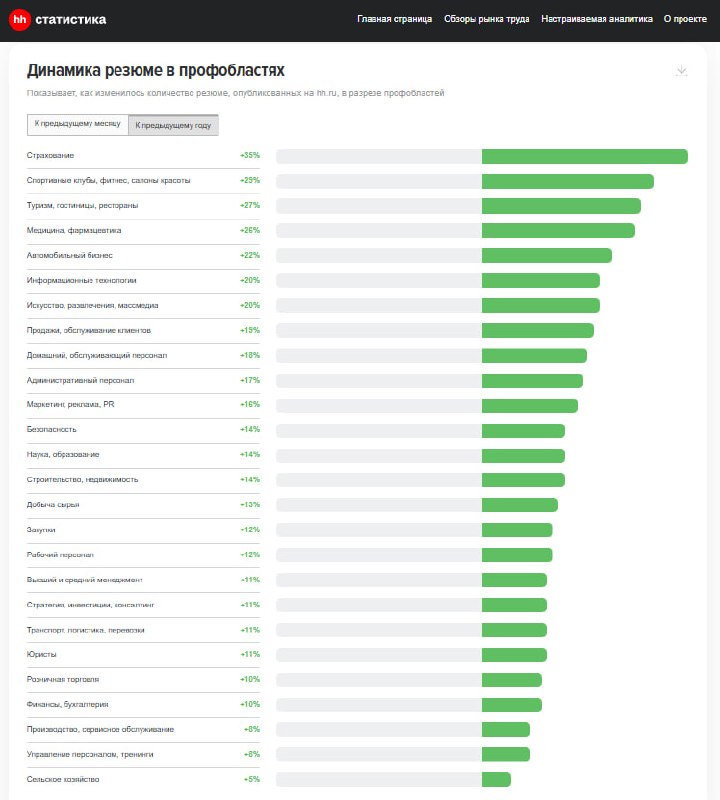 hh статистика
Главная страница Обзоры рынка труда Настраиваемая аналитика О проекте
Динамика резюме в профобластях
Показывает, как изменилось количество резюме, опубликованных на hh.ru, в разрезе профобластей
К предыдущему месяцу К предыдущему году
Страхование +35%
Спортивные клубы, фитнес, салоны красоты +29%
Туризм, гостиницы, рестораны +27%
Медицина, фармацевтика +26%
Автомобильный бизнес +22%
Информационные технологии +20%
Искусство, развлечения, массмедиа +20%
Продажи, обслуживание клиентов +19%
Домашний, обслуживающий персонал +18%
Административный персонал +17%
Маркетинг, реклама, PR +16%
Безопасность +14%
Наука, образование +14%
Строительство, недвижимость +14%
Добыча сырья +13%
Закупки +12%
Рабочий персонал +12%
Высший и средний менеджмент +11%
Стратегия, инвестиции, консалтинг +11%
Транспорт, логистика, перевозки +11%
Юристы +11%
Розничная торговля +10%
Финансы, бухгалтерия +10%
Производство, сервисное обслуживание +8%
Управление персоналом, тренинги +8%
Сельское хозяйство +5%